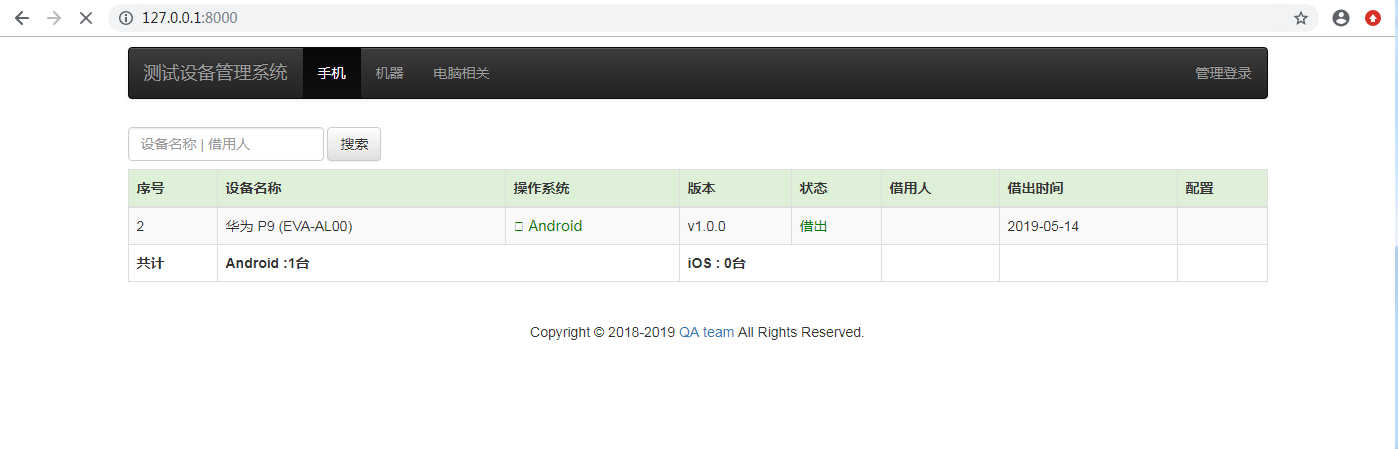 127.0.0.1:8000
测试设备管理系统 手机 机器 电脑相关 管理登录
设备名称 | 借用人 搜索
序号 设备名称 操作系统 版本 状态 借用人 借出时间 配置
2 华为 P9 (EVA-AL00) Android v1.0.0 借出 2019-05-14
共计 Android :1台 iOS : 0台
Copyright © 2018-2019 QA team All Rights Reserved.